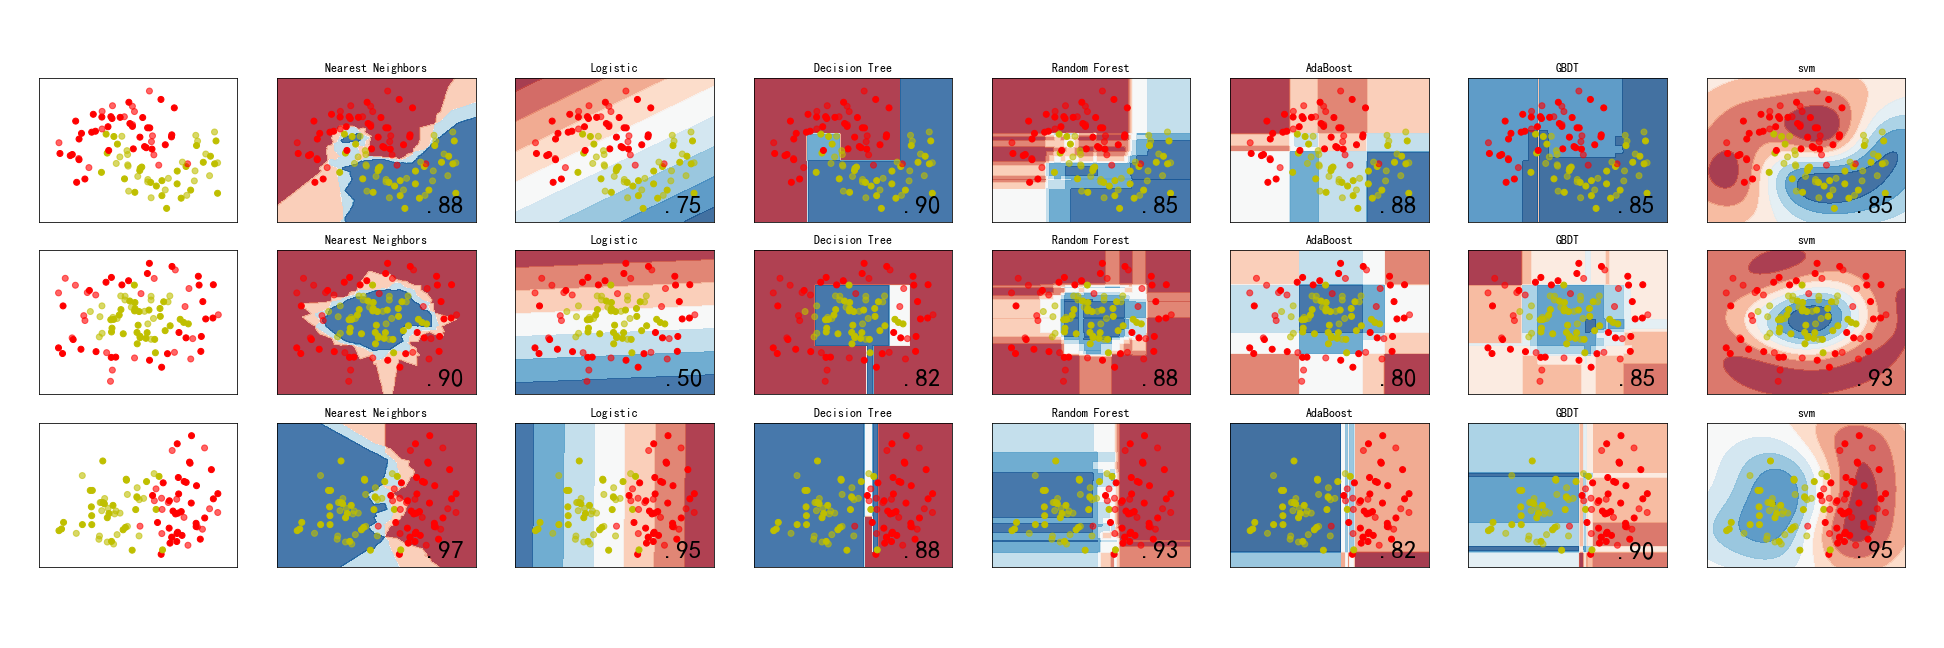 Nearest Neighbors Logistic Decision Tree Random Forest AdaBoost GBDT svm
.88 .75 .90 .85 .88 .85 .85
Nearest Neighbors Logistic Decision Tree Random Forest AdaBoost GBDT svm
.90 .50 .82 .88 .80 .85 .93
Nearest Neighbors Logistic Decision Tree Random Forest AdaBoost GBDT svm
.97 .95 .88 .93 .82 .90 .95